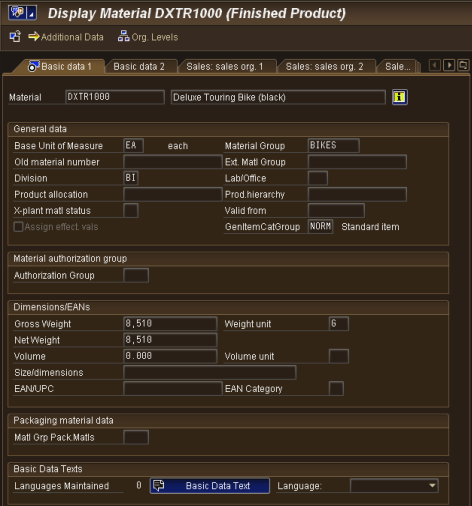 Display Material DXTR1000 (Finished Product)
Additional Data Org. Levels
Basic data 1 Basic data 2 Sales: sales org. 1 Sales: sales org. 2 Sale...
Material DXTR1000 Deluxe Touring Bike (black)
General data
Base Unit of Measure EA each Material Group BIKES
Old material number Ext. Matl Group
Division BI Lab/Office
Product allocation Prod.hierarchy
X-plant matl status Valid from
Assign effect. vals GenItemCatGroup NORM Standard item
Material authorization group
Authorization Group
Dimensions/EANs
Gross Weight 8,510 Weight unit G
Net Weight 8,510
Volume 0.000 Volume unit
Size/dimensions
EAN/UPC EAN Category
Packaging material data
Matl Grp Pack.Matls
Basic Data Texts
Languages Maintained 0 Basic Data Text Language: